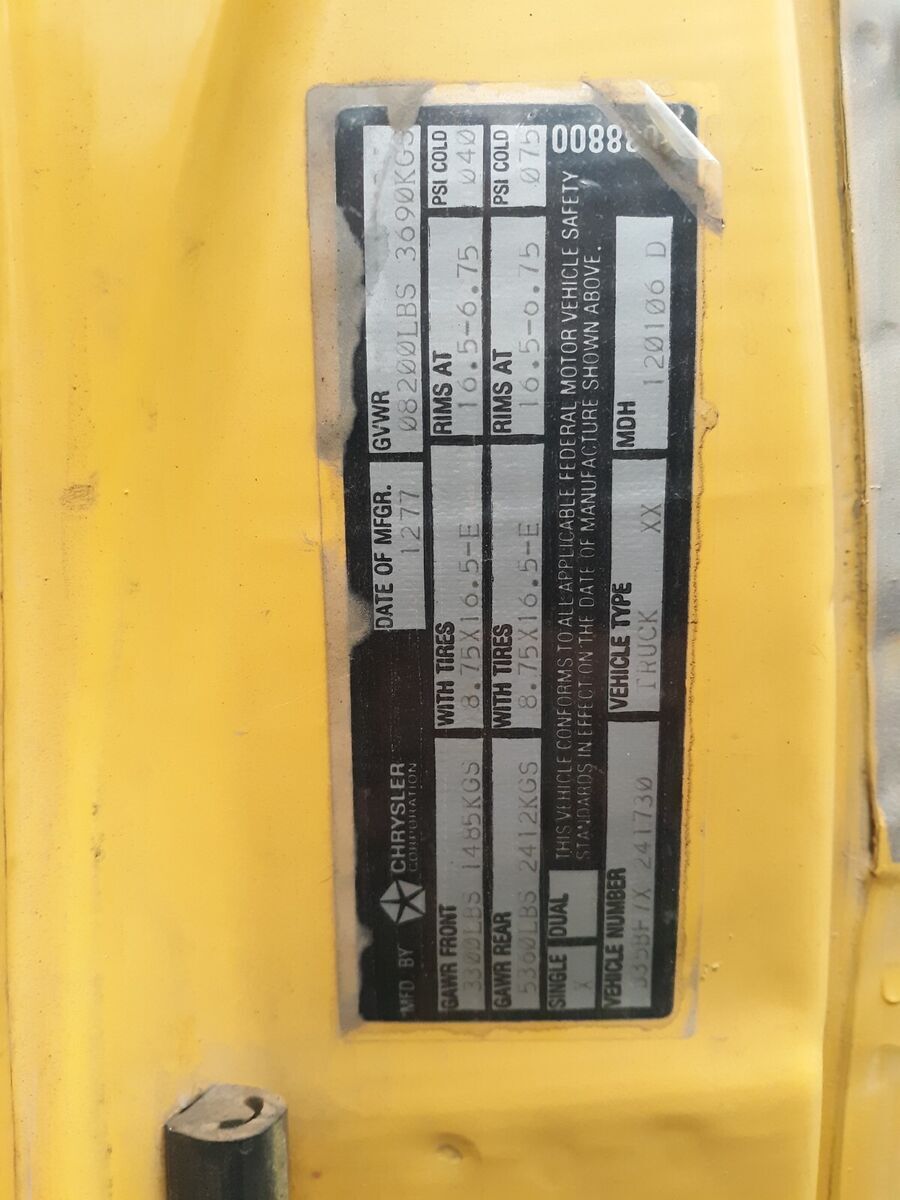 MFD BY CHRYSLER CORPORATION
DATE OF MFGR. GVWR
1277 08200LBS 3690KGS
GAWR FRONT WITH TIRES RIMS AT PSI COLD
3300LBS 1485KGS 8.75X16.5-E 16.5-6.75 040
GAWR REAR WITH TIRES RIMS AT PSI COLD
5360LBS 2412KGS 8.75X16.5-E 16.5-6.75 075
SINGLE DUAL
X
THIS VEHICLE CONFORMS TO ALL APPLICABLE FEDERAL MOTOR VEHICLE SAFETY
STANDARDS IN EFFECT ON THE DATE OF MANUFACTURE SHOWN ABOVE.
VEHICLE NUMBER VEHICLE TYPE MDH
241730 TRUCK XX 120106 D